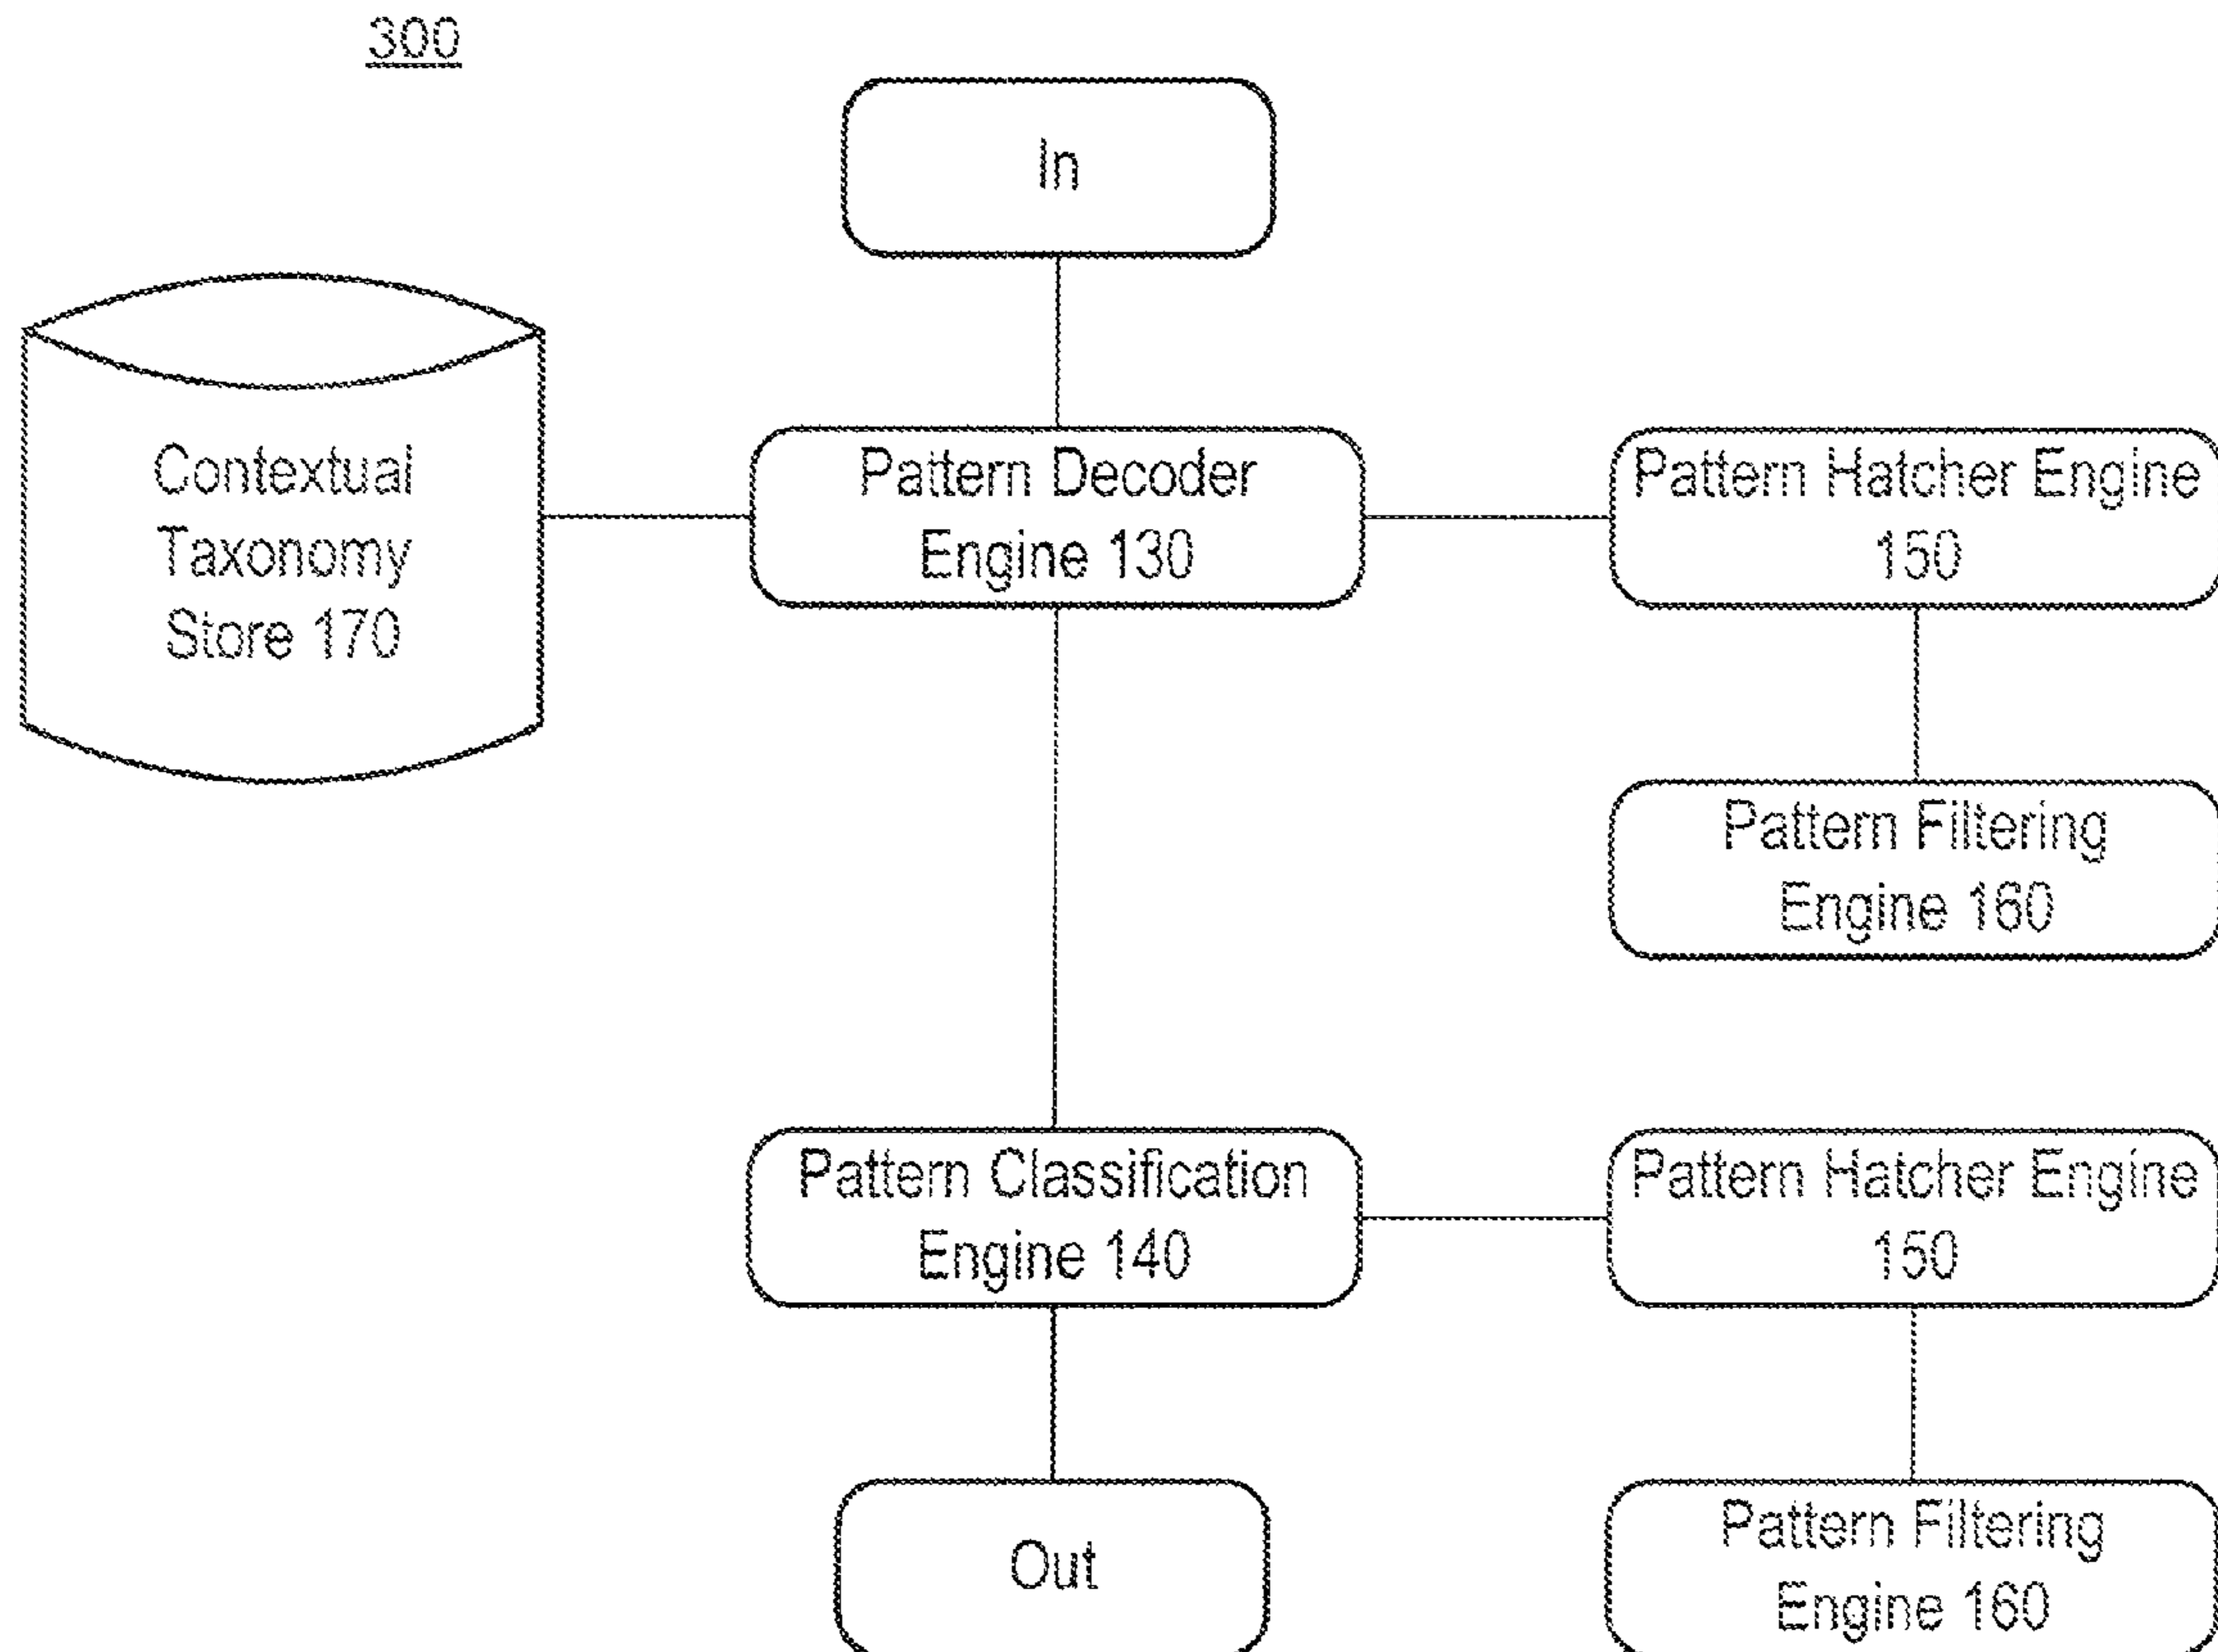 300
In
Contextual
Taxonomy
Store 170
Pattern Decoder
Engine 130
Pattern Hatcher Engine
150
Pattern Filtering
Engine 160
Pattern Classification
Engine 140
Pattern Hatcher Engine
150
Out
Pattern Filtering
Engine 160